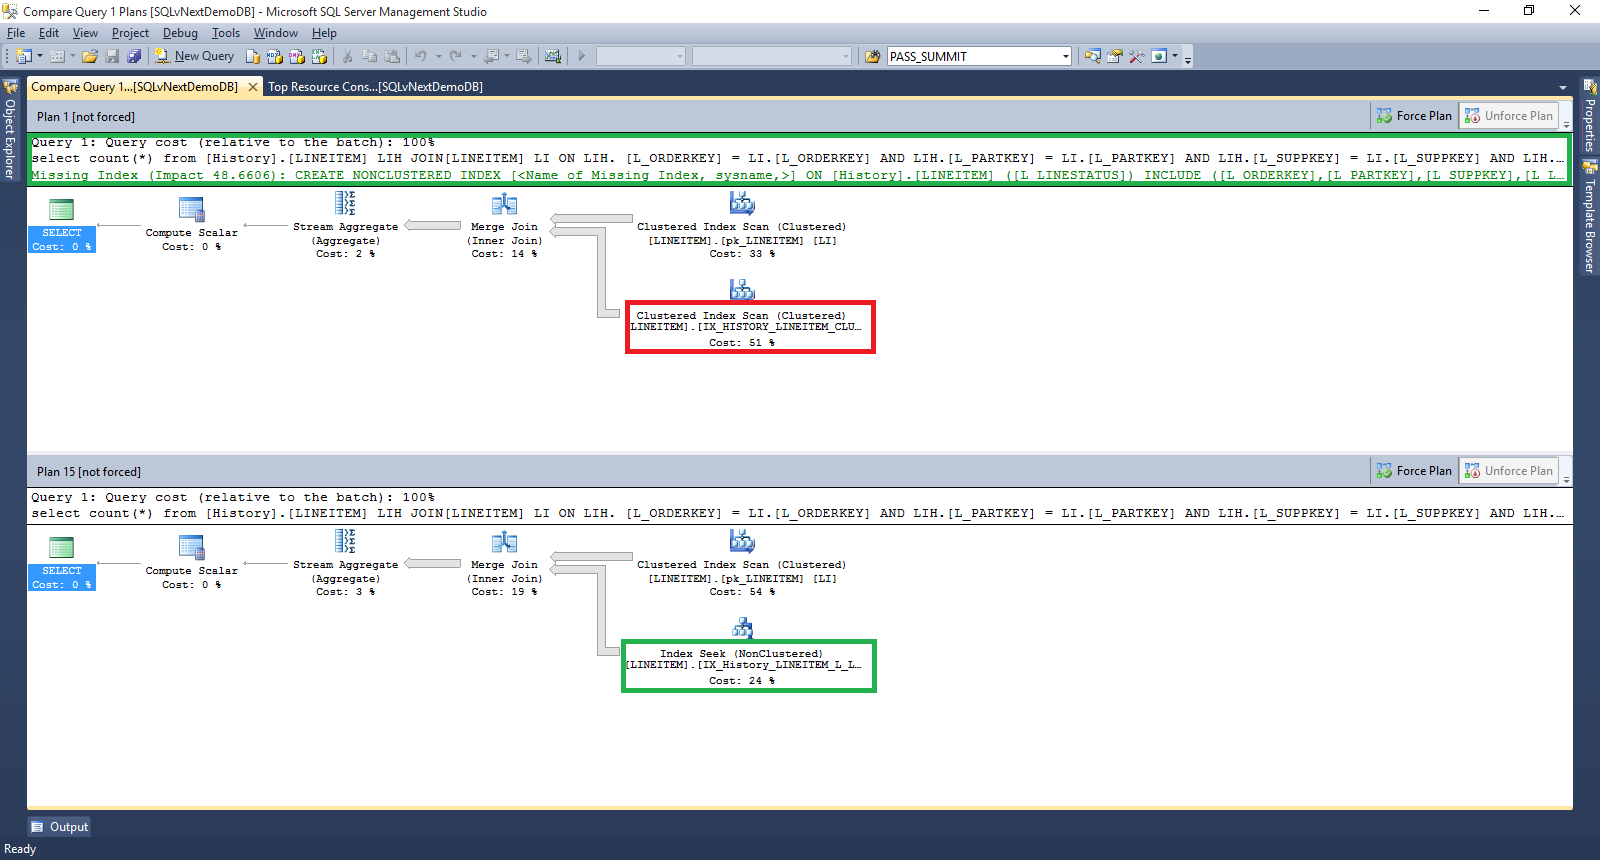 Compare Query 1 Plans [SQLvNextDemoDB] - Microsoft SQL Server Management Studio
File Edit View Project Debug Tools Window Help
New Query
PASS_SUMMIT
Object Explorer
Compare Query 1...[SQLvNextDemoDB]
Top Resource Cons...[SQLvNextDemoDB]
Properties
Template Browser
Plan 1 [not forced]
Force Plan
Unforce Plan
Query 1: Query cost (relative to the batch): 100%
select count(*) from [History].[LINEITEM] LIH JOIN[LINEITEM] LI ON LIH. [L_ORDERKEY] = LI.[L_ORDERKEY] AND LIH.[L_PARTKEY] = LI.[L_PARTKEY] AND LIH.[L_SUPPKEY] = LI.[L_SUPPKEY] AND LIH...
Missing Index (Impact 48.6606): CREATE NONCLUSTERED INDEX [<Name of Missing Index, sysname,>] ON [History].[LINEITEM] ([L_LINESTATUS]) INCLUDE ([L_ORDERKEY],[L_PARTKEY],[L_SUPPKEY],[L_L...
SELECT
Cost: 0 %
Compute Scalar
Cost: 0 %
Stream Aggregate
(Aggregate)
Cost: 2 %
Merge Join
(Inner Join)
Cost: 14 %
Clustered Index Scan (Clustered)
[LINEITEM].[pk_LINEITEM] [LI]
Cost: 33 %
Clustered Index Scan (Clustered)
LINEITEM].[IX_HISTORY_LINEITEM_CLU...
Cost: 51 %
Plan 15 [not forced]
Force Plan
Unforce Plan
Query 1: Query cost (relative to the batch): 100%
select count(*) from [History].[LINEITEM] LIH JOIN[LINEITEM] LI ON LIH. [L_ORDERKEY] = LI.[L_ORDERKEY] AND LIH.[L_PARTKEY] = LI.[L_PARTKEY] AND LIH.[L_SUPPKEY] = LI.[L_SUPPKEY] AND LIH...
SELECT
Cost: 0 %
Compute Scalar
Cost: 0 %
Stream Aggregate
(Aggregate)
Cost: 3 %
Merge Join
(Inner Join)
Cost: 19 %
Clustered Index Scan (Clustered)
[LINEITEM].[pk_LINEITEM] [LI]
Cost: 54 %
Index Seek (NonClustered)
[LINEITEM].[IX_History_LINEITEM_L_L...
Cost: 24 %
Output
Ready